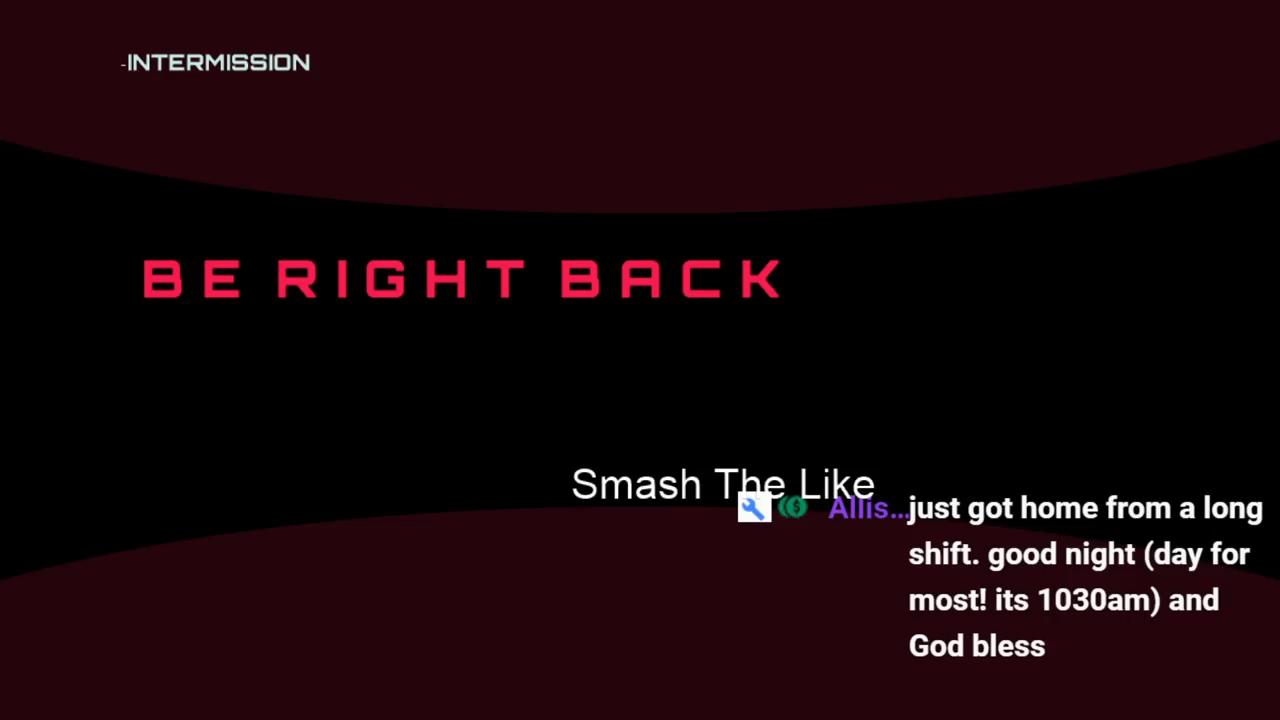 -INTERMISSION
BE RIGHT BACK
Smash The Like
Allis...just got home from a long
shift. good night (day for
most! its 1030am) and
God bless